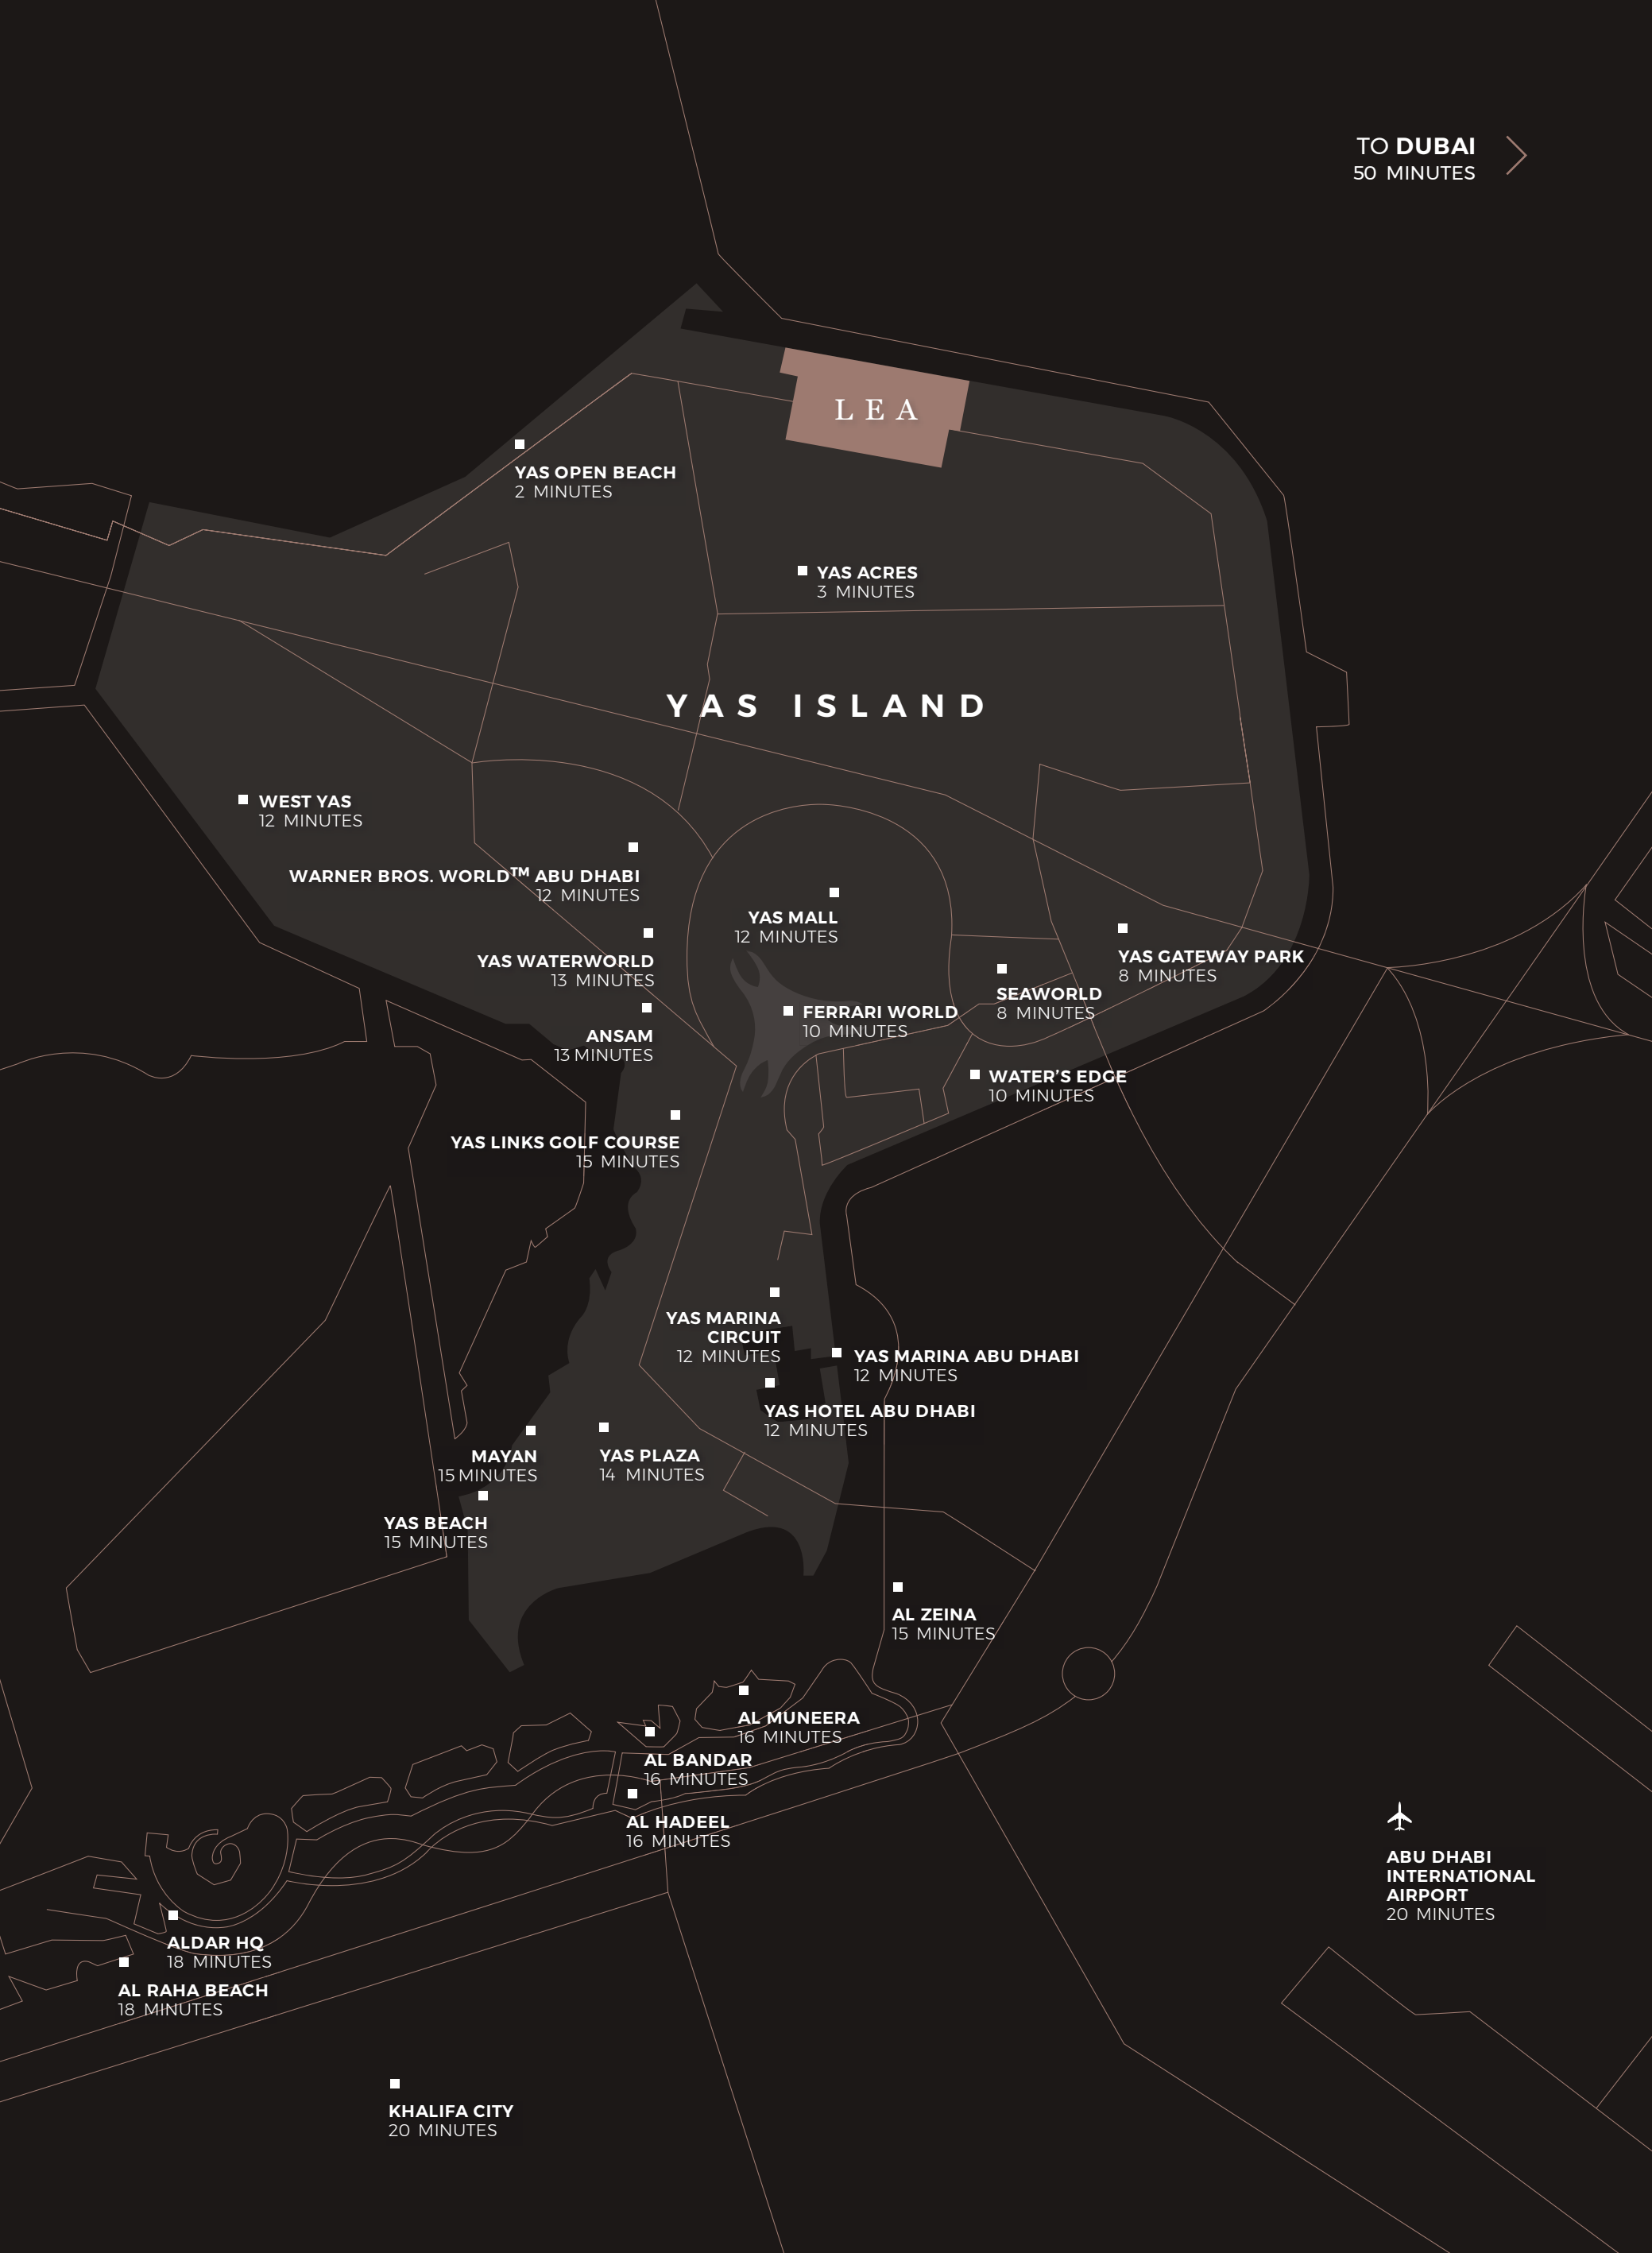 TO DUBAI
50 MINUTES
LEA
YAS OPEN BEACH
2 MINUTES
YAS ACRES
3 MINUTES
YAS ISLAND
WEST YAS
12 MINUTES
WARNER BROS. WORLD™ ABU DHABI
12 MINUTES
YAS MALL
12 MINUTES
YAS WATERWORLD
13 MINUTES
YAS GATEWAY PARK
8 MINUTES
SEAWORLD
8 MINUTES
FERRARI WORLD
10 MINUTES
ANSAM
13 MINUTES
WATER’S EDGE
10 MINUTES
YAS LINKS GOLF COURSE
15 MINUTES
YAS MARINA
CIRCUIT
12 MINUTES
YAS MARINA ABU DHABI
12 MINUTES
YAS HOTEL ABU DHABI
12 MINUTES
MAYAN
15 MINUTES
YAS PLAZA
14 MINUTES
YAS BEACH
15 MINUTES
AL ZEINA
15 MINUTES
AL MUNEERA
16 MINUTES
AL BANDAR
16 MINUTES
AL HADEEL
16 MINUTES
ABU DHABI
INTERNATIONAL
AIRPORT
20 MINUTES
ALDAR HQ
18 MINUTES
AL RAHA BEACH
18 MINUTES
KHALIFA CITY
20 MINUTES